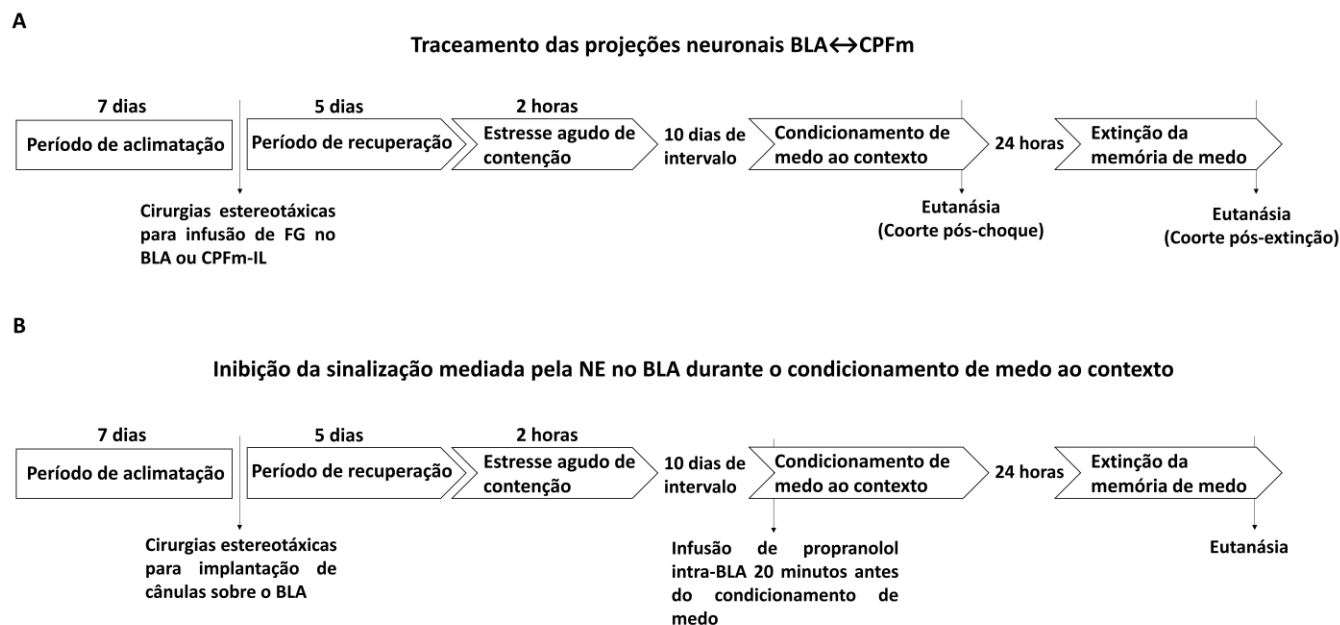 A
Traceamento das projeções neuronais BLA↔CPFm
7 dias
5 dias
2 horas
Período de aclimatação
Período de recuperação
Estresse agudo de
contenção
10 dias de
intervalo
Condicionamento de
medo ao contexto
24 horas
Extinção da
memória de medo
Cirurgias estereotáxicas
para infusão de FG no
BLA ou CPFm-IL
Eutanásia
(Coorte pós-choque)
Eutanásia
(Coorte pós-extinção)
B
Inibição da sinalização mediada pela NE no BLA durante o condicionamento de medo ao contexto
7 dias
5 dias
2 horas
Período de aclimatação
Período de recuperação
Estresse agudo de
contenção
10 dias de
intervalo
Condicionamento de
medo ao contexto
24 horas
Extinção da
memória de medo
Cirurgias estereotáxicas
para implantação de
cânulas sobre o BLA
Infusão de propranolol
intra-BLA 20 minutos antes
do condicionamento de
medo
Eutanásia